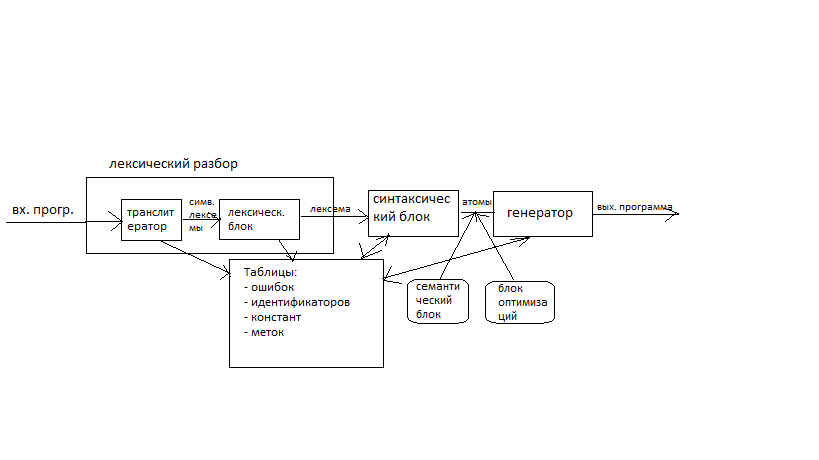 лексический разбор
вх. прогр.
транслит
ератор
симв.
лексе
мы
лексическ.
блок
лексема
синтаксичес
кий блок
атомы
генератор
вых. программа
Таблицы:
- ошибок
- идентификаторов
- констант
- меток
семанти
ческий
блок
блок
оптимиза
ций